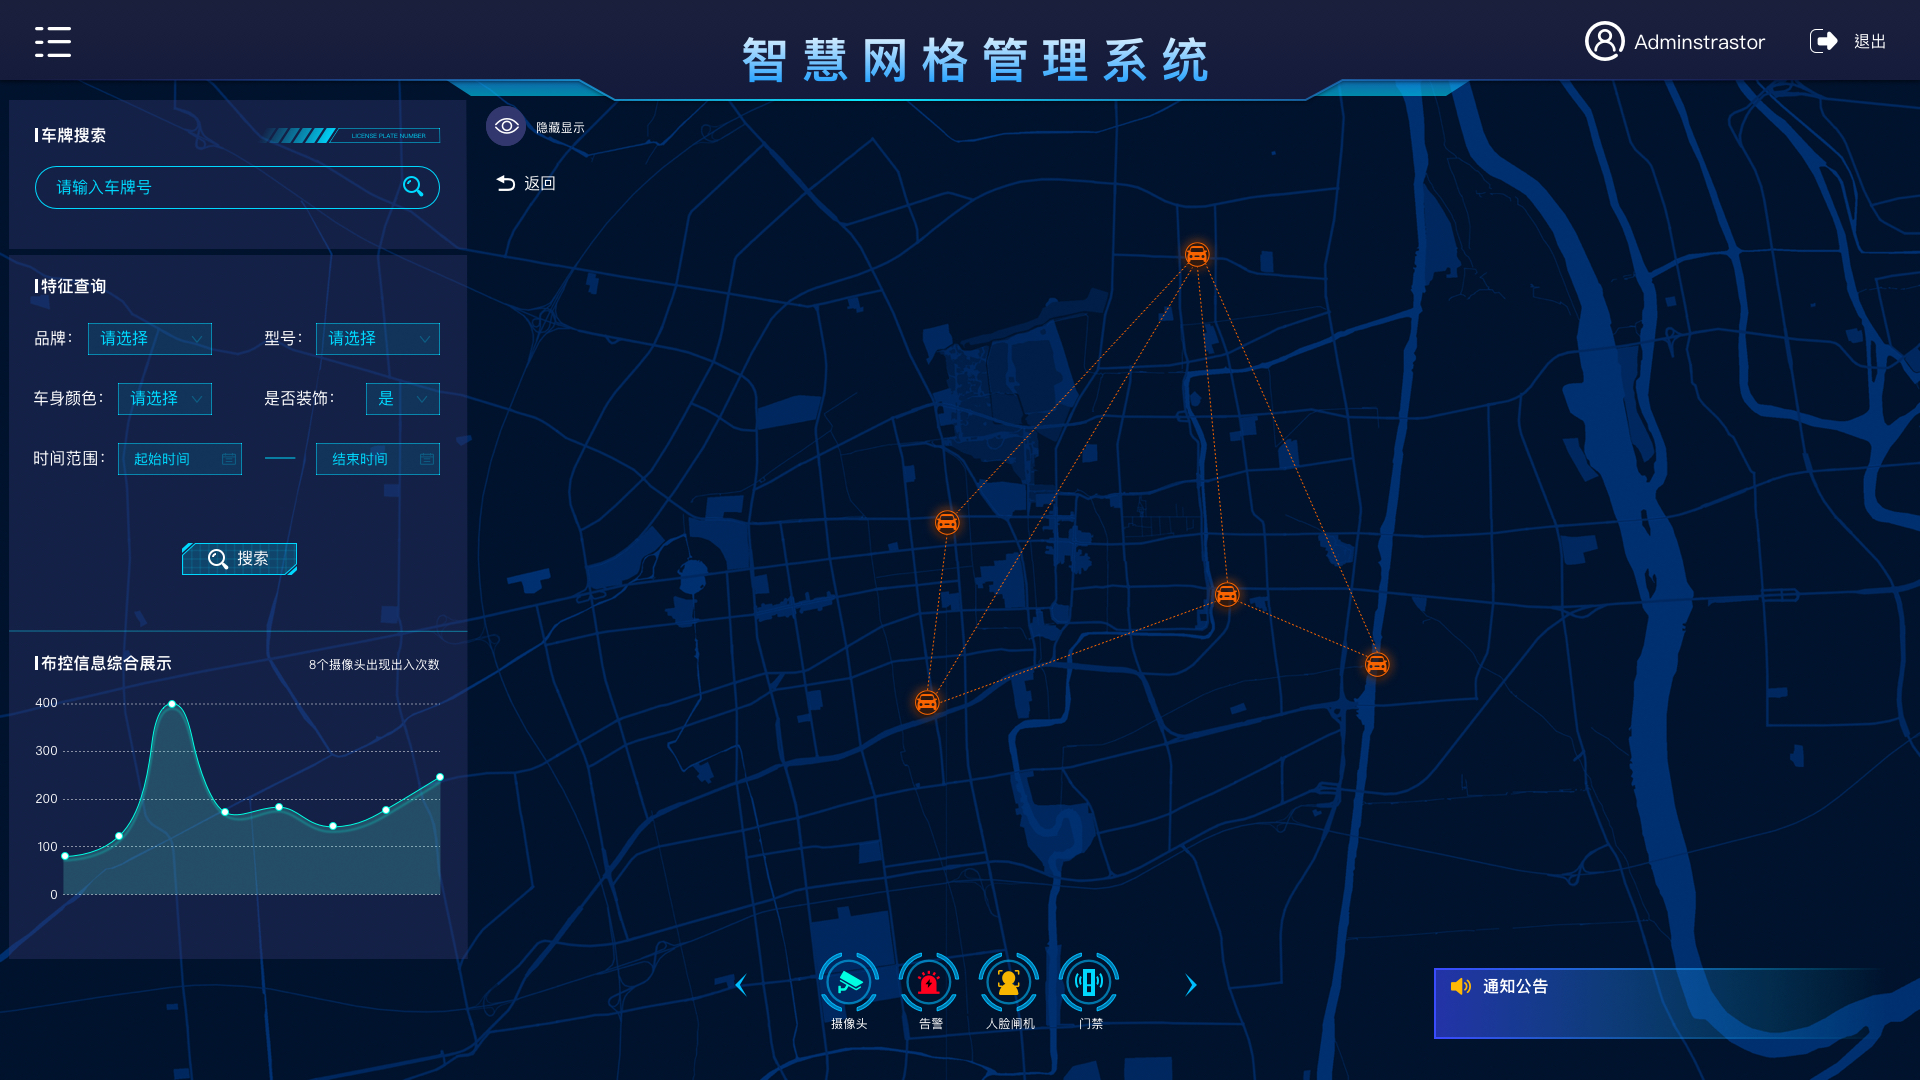 智慧网格管理系统
Adminstrastor
退出
车牌搜索
LICENSE PLATE NUMBER
请输入车牌号
隐藏显示
返回
特征查询
品牌： 请选择 型号： 请选择
车身颜色： 请选择 是否装饰： 是
时间范围： 起始时间 结束时间
搜索
布控信息综合展示
8个摄像头出现出入次数
400
300
200
100
0
摄像头 告警 人脸闸机 门禁
通知公告